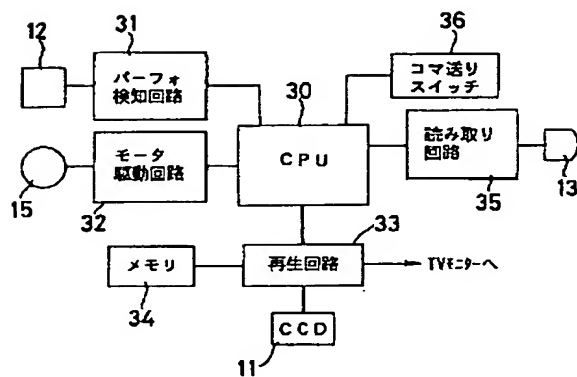 12
31
パーフォ
検知回路
30
CPU
36
コマ送り
スイッチ
読み取り
回路
35
13
15
モータ
駆動回路
32
33
メモリ
34
再生回路
TVモニターへ
CCD
11